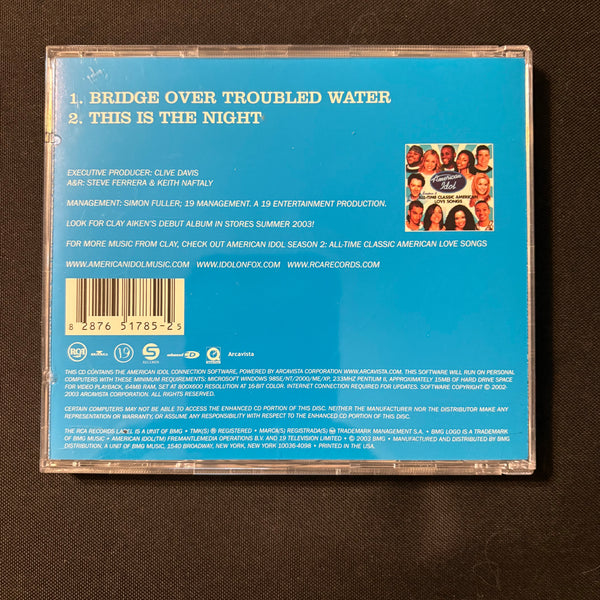 1. BRIDGE OVER TROUBLED WATER
2. THIS IS THE NIGHT
EXECUTIVE PRODUCER: CLIVE DAVIS
A&R: STEVE FERRERA & KEITH NAFTALY
MANAGEMENT: SIMON FULLER; 19 MANAGEMENT. A 19 ENTERTAINMENT PRODUCTION.
LOOK FOR CLAY AIKEN'S DEBUT ALBUM IN STORES SUMMER 2003!
FOR MORE MUSIC FROM CLAY, CHECK OUT AMERICAN IDOL SEASON 2: ALL-TIME CLASSIC AMERICAN LOVE SONGS
WWW.AMERICANIDOLMUSIC.COM WWW.IDOLONFOX.COM WWW.RCARECORDS.COM
American Idol
ALL-TIME CLASSIC AMERICAN
LOVE SONGS
8 28765 1785-2 5
RCA 19 S RECORDS enhanced CD Arcavista
THIS CD CONTAINS THE AMERICAN IDOL CONNECTION SOFTWARE, POWERED BY ARCAVISTA CORPORATION WWW.ARCAVISTA.COM. THIS SOFTWARE WILL RUN ON PERSONAL
COMPUTERS WITH THESE MINIMUM REQUIREMENTS: MICROSOFT WINDOWS 98SE/NT/2000/ME/XP, 233MHZ PENTIUM II, APPROXIMATELY 15MB OF HARD DRIVE SPACE
FOR VIDEO PLAYBACK, 64MB RAM, SET AT 800X600 RESOLUTION AT 16-BIT COLOR. INTERNET CONNECTION REQUIRED FOR UPDATES. SOFTWARE COPYRIGHT © 2002-
2003 ARCAVISTA CORPORATION. ALL RIGHTS RESERVED.
CERTAIN COMPUTERS MAY NOT BE ABLE TO ACCESS THE ENHANCED CD PORTION OF THIS DISC. NEITHER THE MANUFACTURER NOR THE DISTRIBUTOR MAKE ANY
REPRESENTATION OR WARRANTY, OR ASSUME ANY RESPONSIBILITY WITH RESPECT TO THE ENHANCED CD PORTION OF THIS DISC.
THE RCA RECORDS LABEL IS A UNIT OF BMG • TMK(S) ® REGISTERED • MARCA(S) REGISTRADA(S) TRADEMARK MANAGEMENT S.A. • BMG LOGO IS A TRADEMARK
OF BMG MUSIC • AMERICAN IDOL(TM) FREMANTLEMEDIA OPERATIONS B.V. AND 19 TELEVISION LIMITED • © 2003 BMG • MANUFACTURED AND DISTRIBUTED BY BMG
DISTRIBUTION, A UNIT OF BMG MUSIC, 1540 BROADWAY, NEW YORK, NEW YORK 10036-4098 • PRINTED IN THE USA.